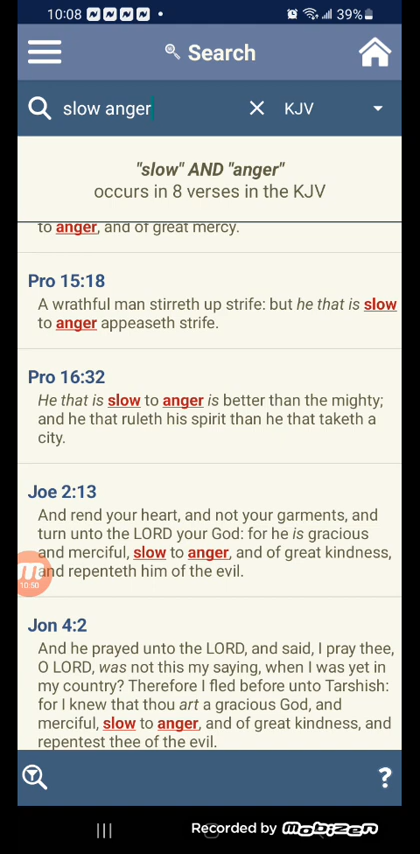 10:08
39%
Search
slow anger
KJV
"slow" AND "anger"
occurs in 8 verses in the KJV
to anger, and of great mercy.
Pro 15:18
A wrathful man stirreth up strife: but he that is slow
to anger appeaseth strife.
Pro 16:32
He that is slow to anger is better than the mighty;
and he that ruleth his spirit than he that taketh a
city.
Joe 2:13
And rend your heart, and not your garments, and
turn unto the LORD your God: for he is gracious
and merciful, slow to anger, and of great kindness,
and repenteth him of the evil.
m
10:50
Jon 4:2
And he prayed unto the LORD, and said, I pray thee,
O LORD, was not this my saying, when I was yet in
my country? Therefore I fled before unto Tarshish:
for I knew that thou art a gracious God, and
merciful, slow to anger, and of great kindness, and
repentest thee of the evil.
?
Recorded by Mobizen